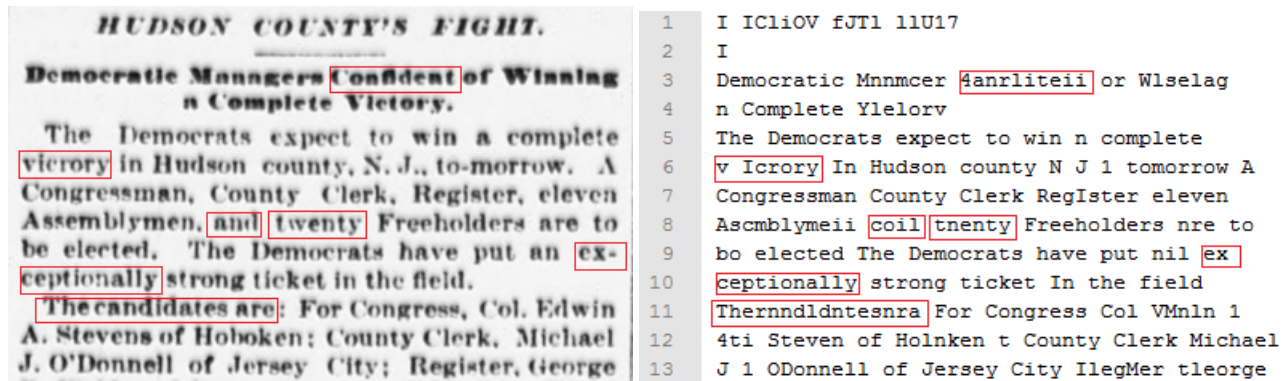 HUDSON COUNTY'S FIGHT.
Democratic Managers Confident of Winning
a Complete Victory.
The Democrats expect to win a complete
vicrory in Hudson county, N. J., to-morrow. A
Congressman, County Clerk, Register, eleven
Assemblymen, and twenty Freeholders are to
be elected. The Democrats have put an ex-
ceptionally strong ticket in the field.
The candidates are: For Congress, Col. Edwin
A. Stevens of Hoboken; County Clerk, Michael
J. O'Donnell of Jersey City; Register, George
1 I ICliOV fJTl llU17
2 I
3 Democratic Mnnmcer 4anrliteii or Wlselag
4 n Complete Ylelorv
5 The Democrats expect to win n complete
6 v Icrory In Hudson county N J 1 tomorrow A
7 Congressman County Clerk RegIster eleven
8 Ascmblymeii coil tnenty Freeholders nre to
9 bo elected The Democrats have put nil ex
10 ceptionally strong ticket In the field
11 Thernndldntesnra For Congress Col VMnln 1
12 4ti Steven of Holnken t County Clerk Michael
13 J 1 ODonnell of Jersey City IlegMer tleorge